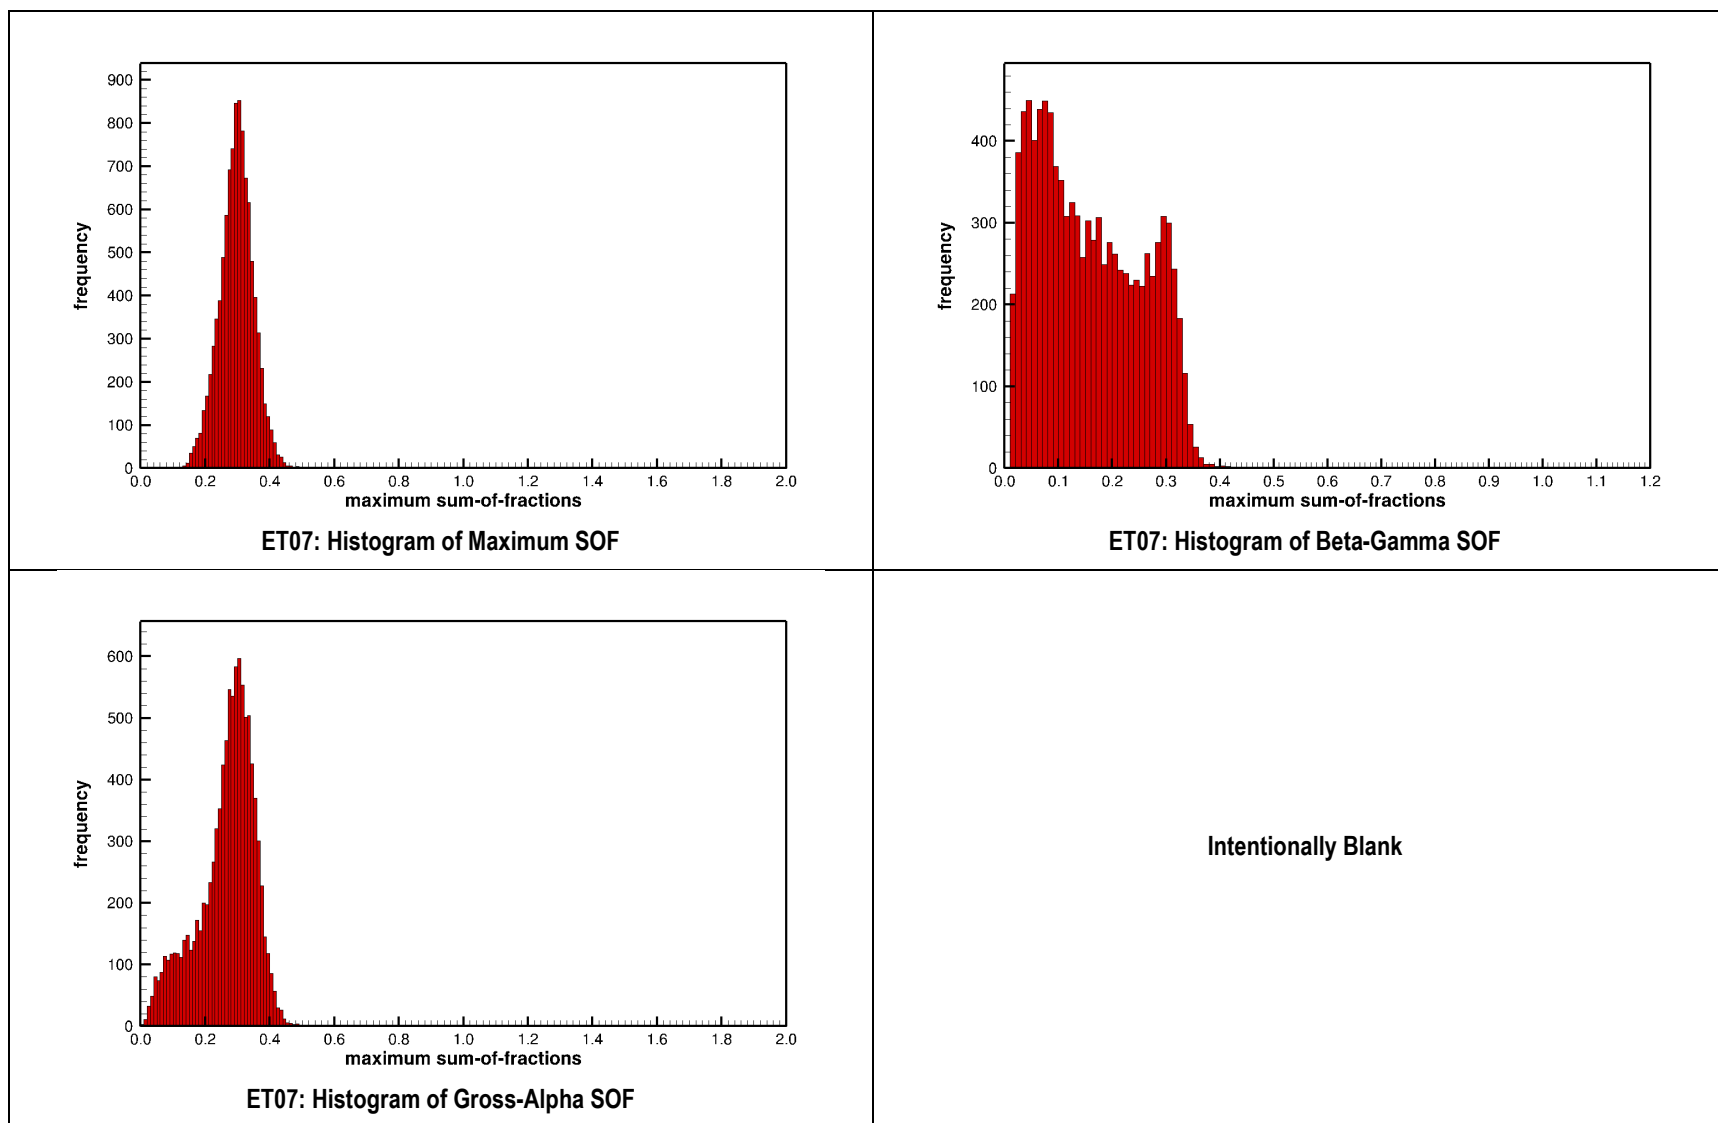 900
800
700
600
500
400
300
200
100
0
frequency
0.0 0.2 0.4 0.6 0.8 1.0 1.2 1.4 1.6 1.8 2.0
maximum sum-of-fractions
ET07: Histogram of Maximum SOF
400
300
200
100
0
frequency
0.0 0.1 0.2 0.3 0.4 0.5 0.6 0.7 0.8 0.9 1.0 1.1 1.2
maximum sum-of-fractions
ET07: Histogram of Beta-Gamma SOF
600
500
400
300
200
100
0
frequency
0.0 0.2 0.4 0.6 0.8 1.0 1.2 1.4 1.6 1.8 2.0
maximum sum-of-fractions
ET07: Histogram of Gross-Alpha SOF
Intentionally Blank